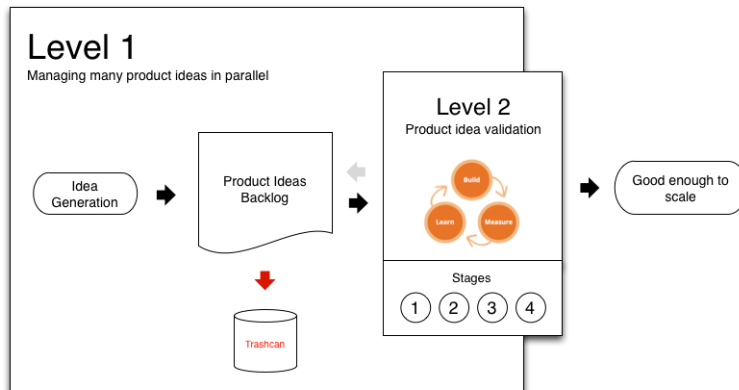 Level 1
Managing many product ideas in parallel
Level 2
Product idea validation
Idea
Generation
Product Ideas
Backlog
Build
Learn
Measure
Good enough to
scale
Stages
1 2 3 4
Trashcan